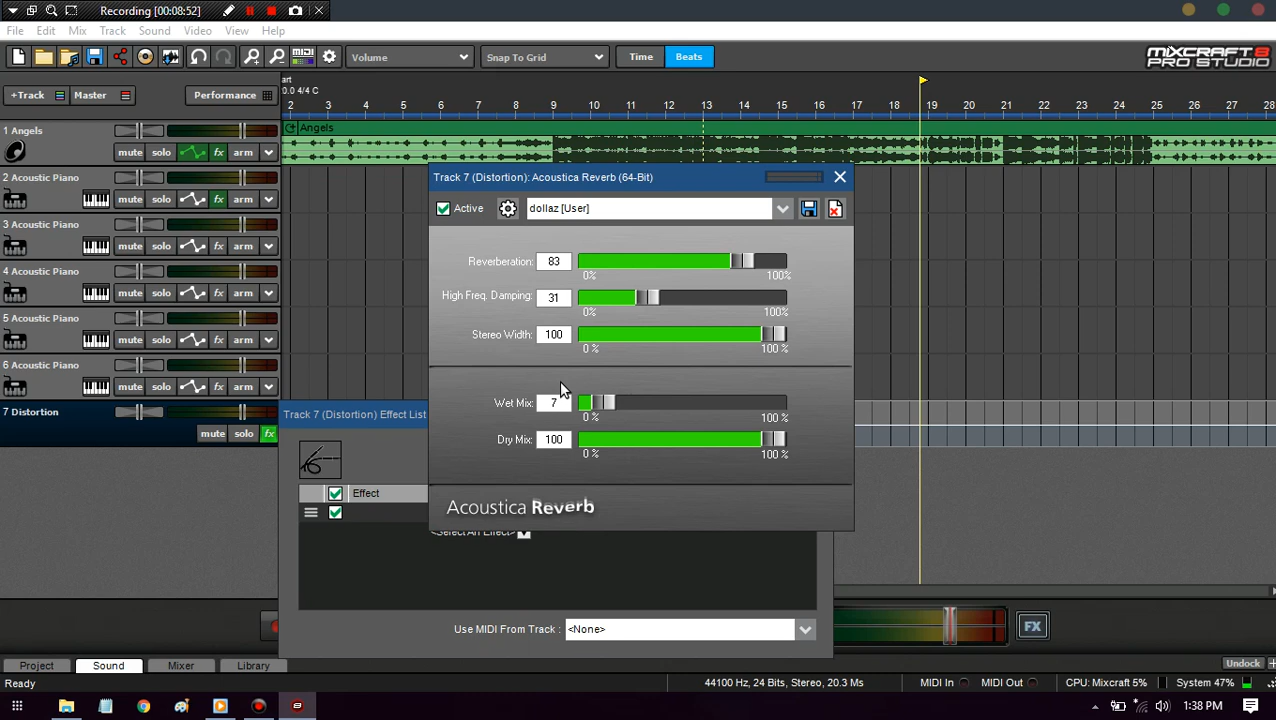 Recording [00:08:52]
File Edit Mix Track Sound Video View Help
Volume Snap To Grid Time Beats MIXCRAFT 8 PRO STUDIO
+Track Master Performance
art
0.0 4/4 C
2 3 4 5 6 7 8 9 10 11 12 13 14 15 16 17 18 19 20 21 22 23 24 25 26 27 28
1 Angels
Angels
mute solo fx arm
2 Acoustic Piano
mute solo fx arm
3 Acoustic Piano
mute solo fx arm
4 Acoustic Piano
mute solo fx arm
5 Acoustic Piano
mute solo fx arm
6 Acoustic Piano
mute solo fx arm
7 Distortion
mute solo fx
Track 7 (Distortion): Acoustica Reverb (64-Bit)
Active dollaz [User]
Reverberation: 83
0% 100%
High Freq. Damping: 31
0% 100%
Stereo Width: 100
0 % 100 %
Wet Mix: 7
0 % 100 %
Dry Mix: 100
0 % 100 %
Acoustica Reverb
Track 7 (Distortion) Effect List
Effect
<Select An Effect>
Use MIDI From Track : <None>
FX
Project Sound Mixer Library Undock
Ready 44100 Hz, 24 Bits, Stereo, 20.3 Ms MIDI In MIDI Out CPU: Mixcraft 5% System 47%
1:38 PM